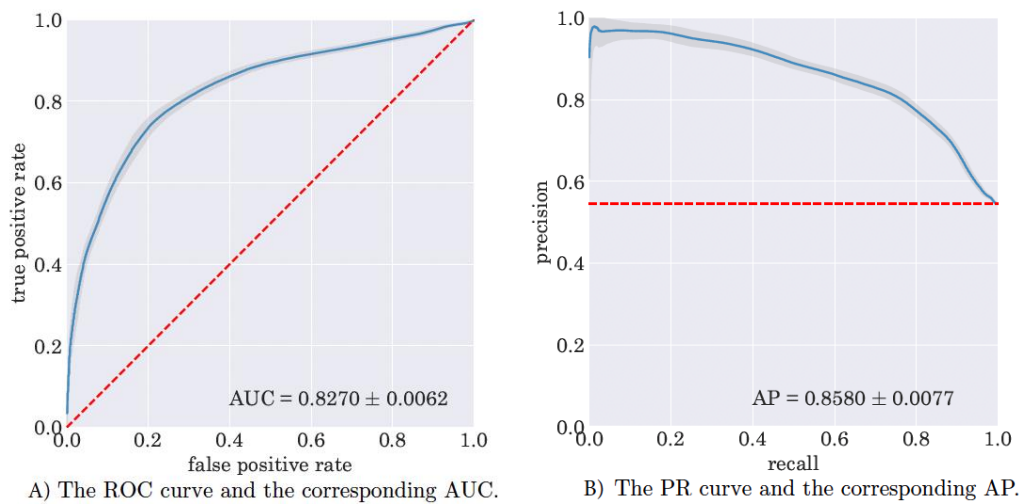 1.0
0.8
0.6
0.4
0.2
0.0
true positive rate
0.0 0.2 0.4 0.6 0.8 1.0
false positive rate
AUC = 0.8270 ± 0.0062
A) The ROC curve and the corresponding AUC.
1.0
0.8
0.6
0.4
0.2
0.0
precision
0.0 0.2 0.4 0.6 0.8 1.0
recall
AP = 0.8580 ± 0.0077
B) The PR curve and the corresponding AP.